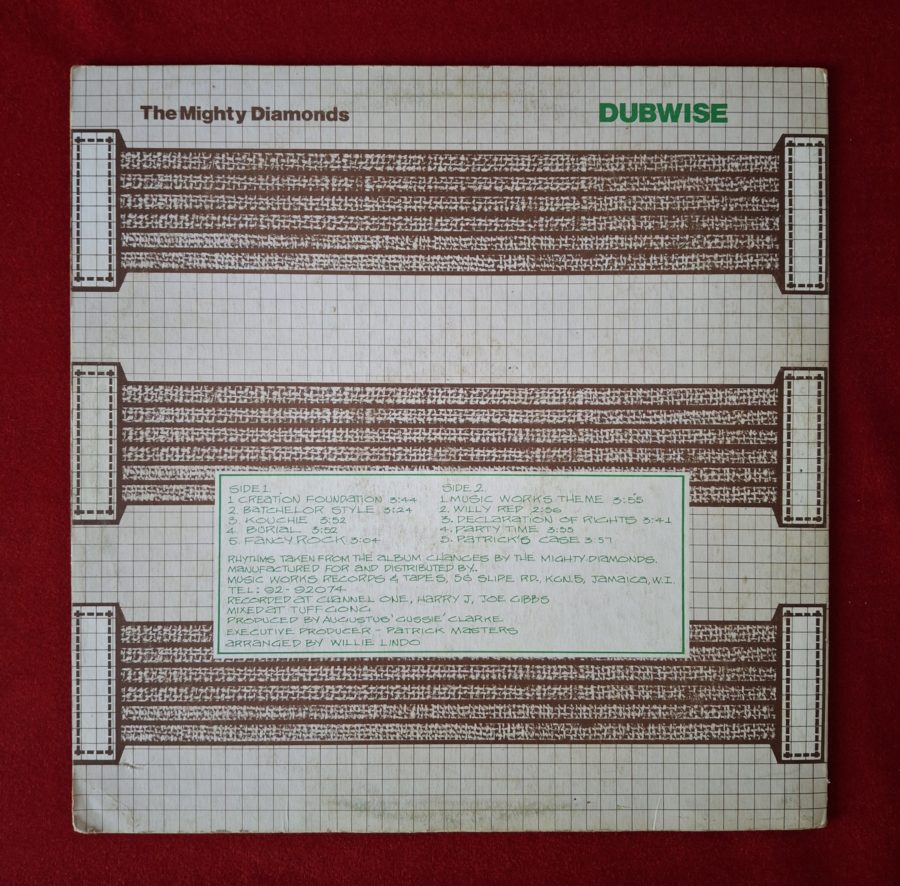 The Mighty Diamonds
DUBWISE
SIDE 1.
1 CREATION FOUNDATION 3:44
2 BATCHELOR STYLE 3:24
3. KOUCHIE 3:52
4. BURIAL 3:52
5. FANCY ROCK 3:04
SIDE 2.
1. MUSIC WORKS THEME 3:55
2. WILLY RED 2:56
3. DECLARATION OF RIGHTS 3:41
4. PARTY TIME 3:55
5. PATRICK'S CASE 3:57
RHYTHMS TAKEN FROM THE ALBUM CHANGES BY THE MIGHTY DIAMONDS.
MANUFACTURED FOR AND DISTRIBUTED BY.
MUSIC WORKS RECORDS & TAPES, 56 SLIPE RD, KGN.5, JAMAICA, W.I.
TEL: 92-92074
RECORDED AT CHANNEL ONE, HARRY J, JOE GIBBS
MIXED AT TUFF GONG
PRODUCED BY AUGUSTUS 'GUSSIE' CLARKE
EXECUTIVE PRODUCER - PATRICK MASTERS
ARRANGED BY WILLIE LINDO